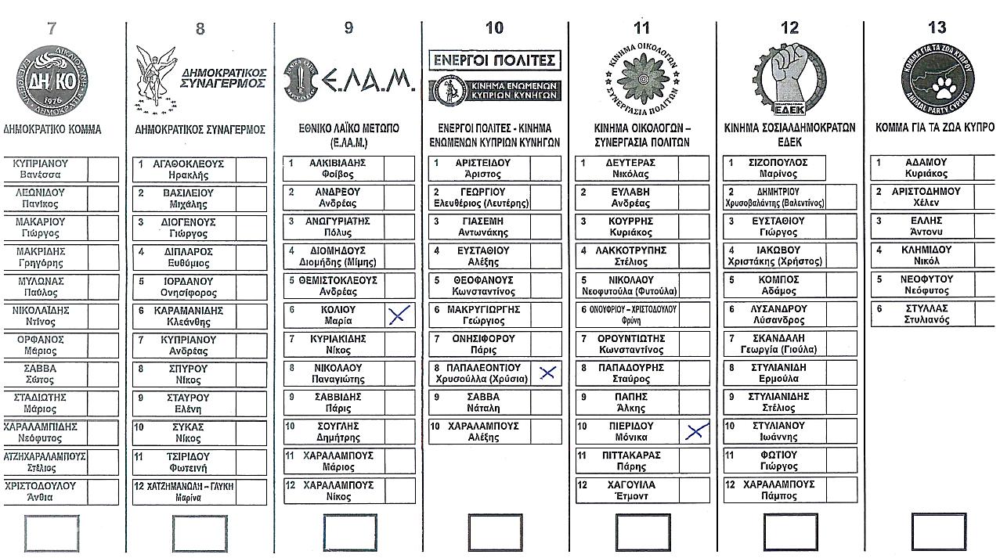 7
ΔΗ ΚΟ
1976
ΔΗΜΟΚΡΑΤΙΚΟ ΚΟΜΜΑ
ΚΥΠΡΙΑΝΟΥ
Βανέσσα
ΛΕΩΝΙΔΟΥ
Πανίκος
ΜΑΚΑΡΙΟΥ
Γιώργος
ΜΑΚΡΙΔΗΣ
Γρηγόρης
ΜΥΛΩΝΑΣ
Παύλος
ΝΙΚΟΛΑΪΔΗΣ
Ντίνος
ΟΡΦΑΝΟΣ
Μάριος
ΣΑΒΒΑ
Σώτος
ΣΤΑΔΙΩΤΗΣ
Μάριος
ΧΑΡΑΛΑΜΠΙΔΗΣ
Νεόφυτος
ΑΤΖΗΧΑΡΑΛΑΜΠΟΥΣ
Στέλιος
ΧΡΙΣΤΟΔΟΥΛΟΥ
Άνθια
8
ΔΗΜΟΚΡΑΤΙΚΟΣ
ΣΥΝΑΓΕΡΜΟΣ
ΔΗΜΟΚΡΑΤΙΚΟΣ ΣΥΝΑΓΕΡΜΟΣ
1 ΑΓΑΘΟΚΛΕΟΥΣ
Ηρακλής
2 ΒΑΣΙΛΕΙΟΥ
Μιχάλης
3 ΔΙΟΓΕΝΟΥΣ
Γιώργος
4 ΔΙΠΛΑΡΟΣ
Ευθύμιος
5 ΙΟΡΔΑΝΟΥ
Ονησίφορος
6 ΚΑΡΑΜΑΝΙΔΗΣ
Κλεάνθης
7 ΚΥΠΡΙΑΝΟΥ
Ανδρέας
8 ΣΠΥΡΟΥ
Νίκος
9 ΣΤΑΥΡΟΥ
Ελένη
10 ΣΥΚΑΣ
Νίκος
11 ΤΣΙΡΙΔΟΥ
Φωτεινή
12 ΧΑΤΖΗΜΑΝΩΛΗ – ΓΛΥΚΗ
Μαρίνα
9
Ε.ΛΑ.Μ.
ΕΘΝΙΚΟ ΛΑΪΚΟ ΜΕΤΩΠΟ
(Ε.ΛΑ.Μ.)
1 ΑΛΚΙΒΙΑΔΗΣ
Φοίβος
2 ΑΝΔΡΕΟΥ
Ανδρέας
3 ΑΝΩΓΥΡΙΑΤΗΣ
Πόλυς
4 ΔΙΟΜΗΔΟΥΣ
Διομήδης (Μίμης)
5 ΘΕΜΙΣΤΟΚΛΕΟΥΣ
Ανδρέας
6 ΚΟΛΙΟΥ
Μαρία
7 ΚΥΡΙΑΚΙΔΗΣ
Νίκος
8 ΝΙΚΟΛΑΟΥ
Παναγιώτης
9 ΣΑΒΒΙΔΗΣ
Πάρις
10 ΣΟΥΓΛΗΣ
Δημήτρης
11 ΧΑΡΑΛΑΜΠΟΥΣ
Μάριος
12 ΧΑΡΑΛΑΜΠΟΥΣ
Νίκος
10
ΕΝΕΡΓΟΙ ΠΟΛΙΤΕΣ
ΚΙΝΗΜΑ ΕΝΩΜΕΝΩΝ
ΚΥΠΡΙΩΝ ΚΥΝΗΓΩΝ
ΕΝΕΡΓΟΙ ΠΟΛΙΤΕΣ - ΚΙΝΗΜΑ
ΕΝΩΜΕΝΩΝ ΚΥΠΡΙΩΝ ΚΥΝΗΓΩΝ
1 ΑΡΙΣΤΕΙΔΟΥ
Άριστος
2 ΓΕΩΡΓΙΟΥ
Ελευθέριος (Λευτέρης)
3 ΓΙΑΣΕΜΗ
Αντωνάκης
4 ΕΥΣΤΑΘΙΟΥ
Αλέξης
5 ΘΕΟΦΑΝΟΥΣ
Κωνσταντίνος
6 ΜΑΚΡΥΓΙΩΡΓΗΣ
Γεώργιος
7 ΟΝΗΣΙΦΟΡΟΥ
Πάρις
8 ΠΑΠΑΛΕΟΝΤΙΟΥ
Χρυσούλλα (Χρύσια)
9 ΣΑΒΒΑ
Νάταλη
10 ΧΑΡΑΛΑΜΠΟΥΣ
Αλέξης
11
ΚΙΝΗΜΑ ΟΙΚΟΛΟΓΩΝ
ΣΥΝΕΡΓΑΣΙΑ ΠΟΛΙΤΩΝ
ΚΙΝΗΜΑ ΟΙΚΟΛΟΓΩΝ –
ΣΥΝΕΡΓΑΣΙΑ ΠΟΛΙΤΩΝ
1 ΔΕΥΤΕΡΑΣ
Νικόλας
2 ΕΥΛΑΒΗ
Ανδρέας
3 ΚΟΥΡΡΗΣ
Κυριάκος
4 ΛΑΚΚΟΤΡΥΠΗΣ
Στέλιος
5 ΝΙΚΟΛΑΟΥ
Νεοφυτούλα (Φυτούλα)
6 ΟΝΟΥΦΡΙΟΥ – ΧΡΙΣΤΟΔΟΥΛΟΥ
Φρύνη
7 ΟΡΟΥΝΤΙΩΤΗΣ
Κωνσταντίνος
8 ΠΑΠΑΔΟΥΡΗΣ
Σταύρος
9 ΠΑΠΗΣ
Άλκης
10 ΠΙΕΡΙΔΟΥ
Μόνικα
11 ΠΙΤΤΑΚΑΡΑΣ
Πάρης
12 ΧΑΓΟΥΙΛΑ
Έτμοντ
12
ΕΔΕΚ
ΚΙΝΗΜΑ ΣΟΣΙΑΛΔΗΜΟΚΡΑΤΩΝ
ΕΔΕΚ
1 ΣΙΖΟΠΟΥΛΟΣ
Μαρίνος
2 ΔΗΜΗΤΡΙΟΥ
Χρυσοβαλάντης (Βαλεντίνος)
3 ΕΥΣΤΑΘΙΟΥ
Γιώργος
4 ΙΑΚΩΒΟΥ
Χριστάκης (Χρήστος)
5 ΚΟΜΠΟΣ
Αδάμος
6 ΛΥΣΑΝΔΡΟΥ
Λύσανδρος
7 ΣΚΑΝΔΑΛΗ
Γεωργία (Γιούλα)
8 ΣΤΥΛΙΑΝΙΔΗ
Ερμούλα
9 ΣΤΥΛΙΑΝΙΔΗΣ
Στέλιος
10 ΣΤΥΛΙΑΝΟΥ
Ιωάννης
11 ΦΩΤΙΟΥ
Γιώργος
12 ΧΑΡΑΛΑΜΠΟΥΣ
Πάμπος
13
ΚΟΜΜΑ ΓΙΑ ΤΑ ΖΩΑ ΚΥΠΡΟΥ
ANIMAL PARTY CYPRUS
ΚΟΜΜΑ ΓΙΑ ΤΑ ΖΩΑ ΚΥΠΡΟ
1 ΑΔΑΜΟΥ
Κυριάκος
2 ΑΡΙΣΤΟΔΗΜΟΥ
Χέλεν
3 ΕΛΛΗΣ
Άντονυ
4 ΚΛΗΜΙΔΟΥ
Νικόλ
5 ΝΕΟΦΥΤΟΥ
Νεόφυτος
6 ΣΤΥΛΛΑΣ
Στυλιανός